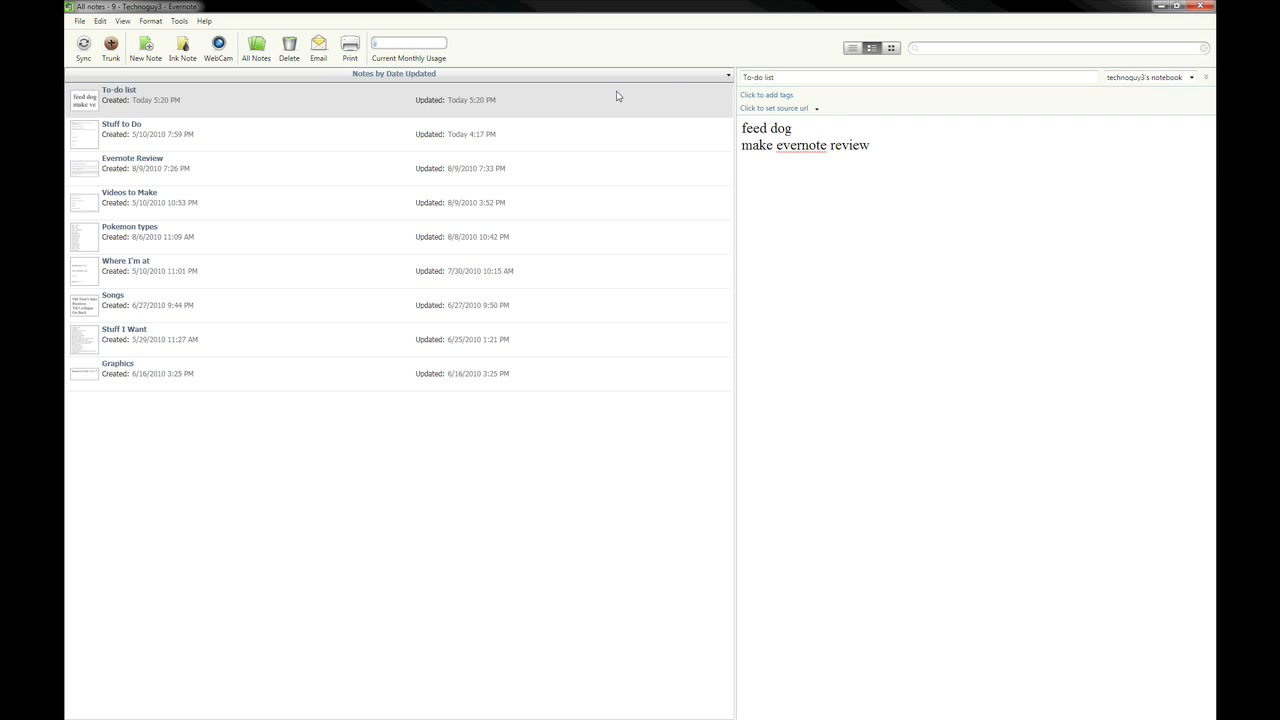 All notes - 9 - Technoguy3 - Evernote
File Edit View Format Tools Help
Sync Trunk New Note Ink Note WebCam All Notes Delete Email Print Current Monthly Usage
Notes by Date Updated
To-do list
Created: Today 5:20 PM Updated: Today 5:20 PM
feed dog
make ve
Stuff to Do
Created: 5/10/2010 7:59 PM Updated: Today 4:17 PM
Evernote Review
Created: 8/9/2010 7:26 PM Updated: 8/9/2010 7:33 PM
Videos to Make
Created: 5/10/2010 10:53 PM Updated: 8/9/2010 3:52 PM
Pokemon types
Created: 8/6/2010 11:09 AM Updated: 8/8/2010 10:42 PM
Where I'm at
Created: 5/10/2010 11:01 PM Updated: 7/30/2010 10:15 AM
Songs
Created: 6/27/2010 9:44 PM Updated: 6/27/2010 9:50 PM
Stuff I Want
Created: 5/29/2010 11:27 AM Updated: 6/25/2010 1:21 PM
Graphics
Created: 6/16/2010 3:25 PM Updated: 6/16/2010 3:25 PM
To-do list technoguy3's notebook
Click to add tags
Click to set source url
feed dog
make evernote review